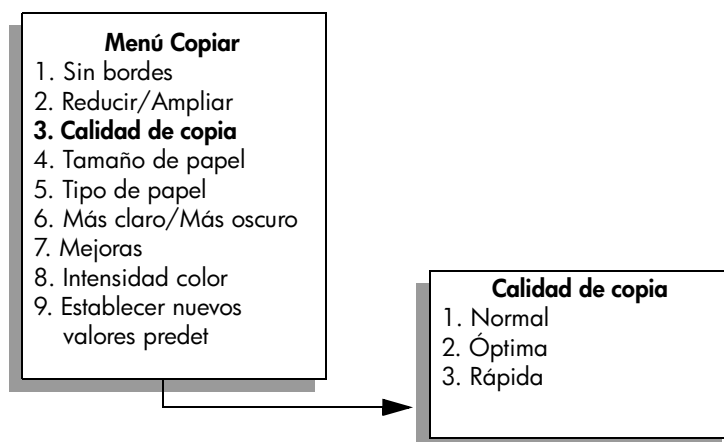 Menú Copiar
1. Sin bordes
2. Reducir/Ampliar
3. Calidad de copia
4. Tamaño de papel
5. Tipo de papel
6. Más claro/Más oscuro
7. Mejoras
8. Intensidad color
9. Establecer nuevos
valores predet
Calidad de copia
1. Normal
2. Óptima
3. Rápida